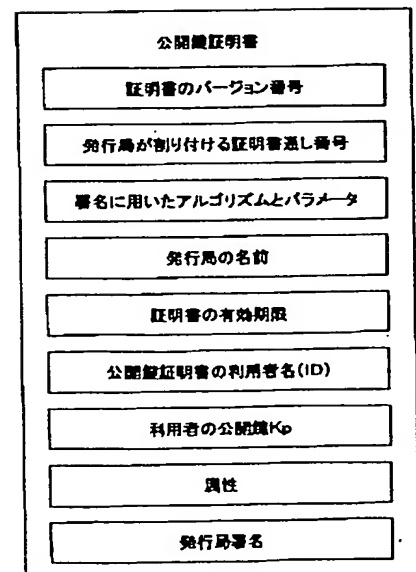 公開鍵証明書
証明書のバージョン番号
発行局が割り付ける証明書通し番号
署名に用いたアルゴリズムとパラメータ
発行局の名前
証明書の有効期限
公開鍵証明書の利用者名(ID)
利用者の公開鍵Kp
属性
発行局署名